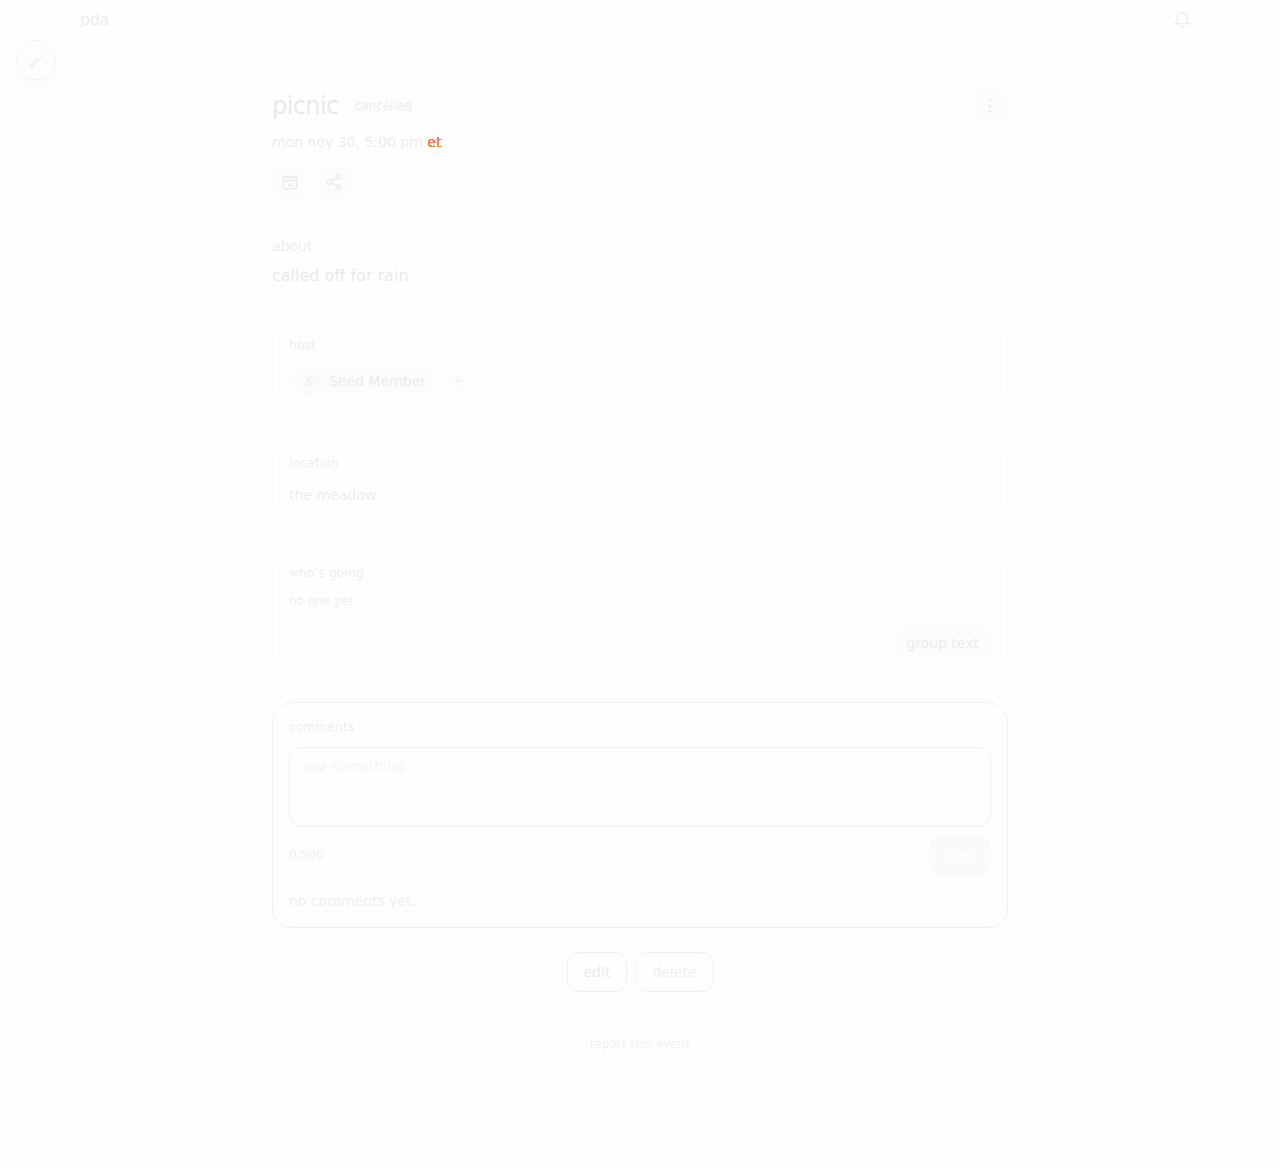 pda
picnic cancelled
mon nov 30, 5:00 pm et
about
called off for rain.
host
S Seed Member
location
the meadow
who's going
no one yet
group text
comments
say something...
0/500
post
no comments yet.
edit delete
report this event